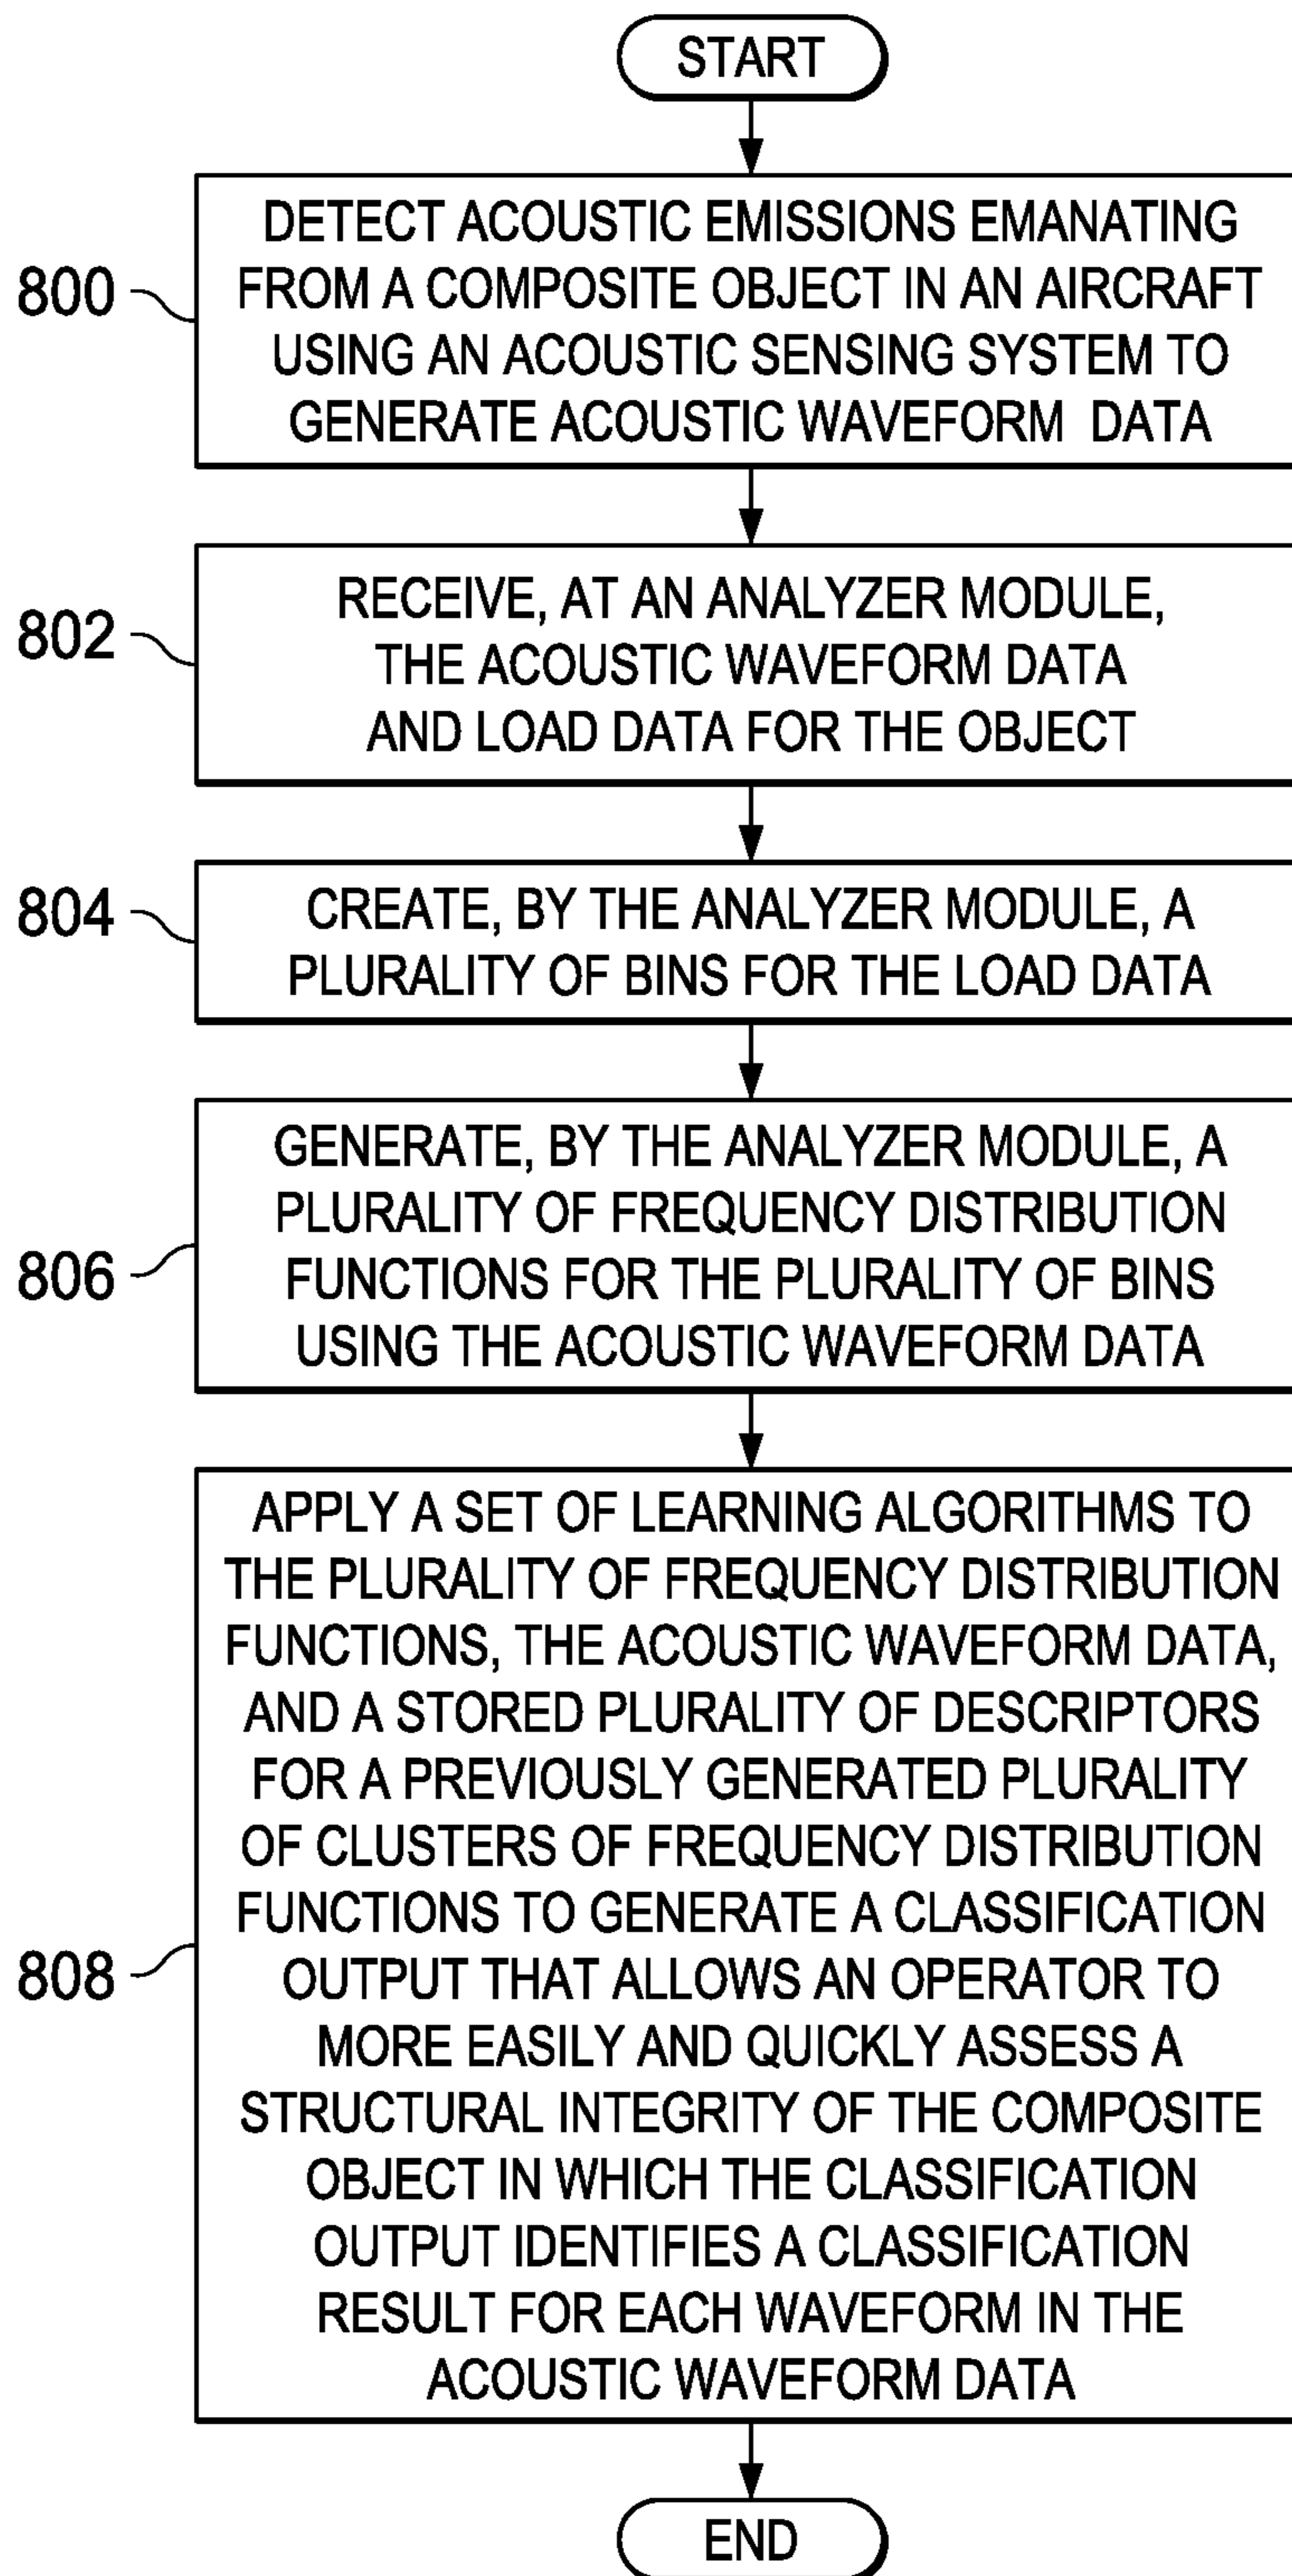 START
800
DETECT ACOUSTIC EMISSIONS EMANATING
FROM A COMPOSITE OBJECT IN AN AIRCRAFT
USING AN ACOUSTIC SENSING SYSTEM TO
GENERATE ACOUSTIC WAVEFORM DATA
802
RECEIVE, AT AN ANALYZER MODULE,
THE ACOUSTIC WAVEFORM DATA
AND LOAD DATA FOR THE OBJECT
804
CREATE, BY THE ANALYZER MODULE, A
PLURALITY OF BINS FOR THE LOAD DATA
806
GENERATE, BY THE ANALYZER MODULE, A
PLURALITY OF FREQUENCY DISTRIBUTION
FUNCTIONS FOR THE PLURALITY OF BINS
USING THE ACOUSTIC WAVEFORM DATA
808
APPLY A SET OF LEARNING ALGORITHMS TO
THE PLURALITY OF FREQUENCY DISTRIBUTION
FUNCTIONS, THE ACOUSTIC WAVEFORM DATA,
AND A STORED PLURALITY OF DESCRIPTORS
FOR A PREVIOUSLY GENERATED PLURALITY
OF CLUSTERS OF FREQUENCY DISTRIBUTION
FUNCTIONS TO GENERATE A CLASSIFICATION
OUTPUT THAT ALLOWS AN OPERATOR TO
MORE EASILY AND QUICKLY ASSESS A
STRUCTURAL INTEGRITY OF THE COMPOSITE
OBJECT IN WHICH THE CLASSIFICATION
OUTPUT IDENTIFIES A CLASSIFICATION
RESULT FOR EACH WAVEFORM IN THE
ACOUSTIC WAVEFORM DATA
END